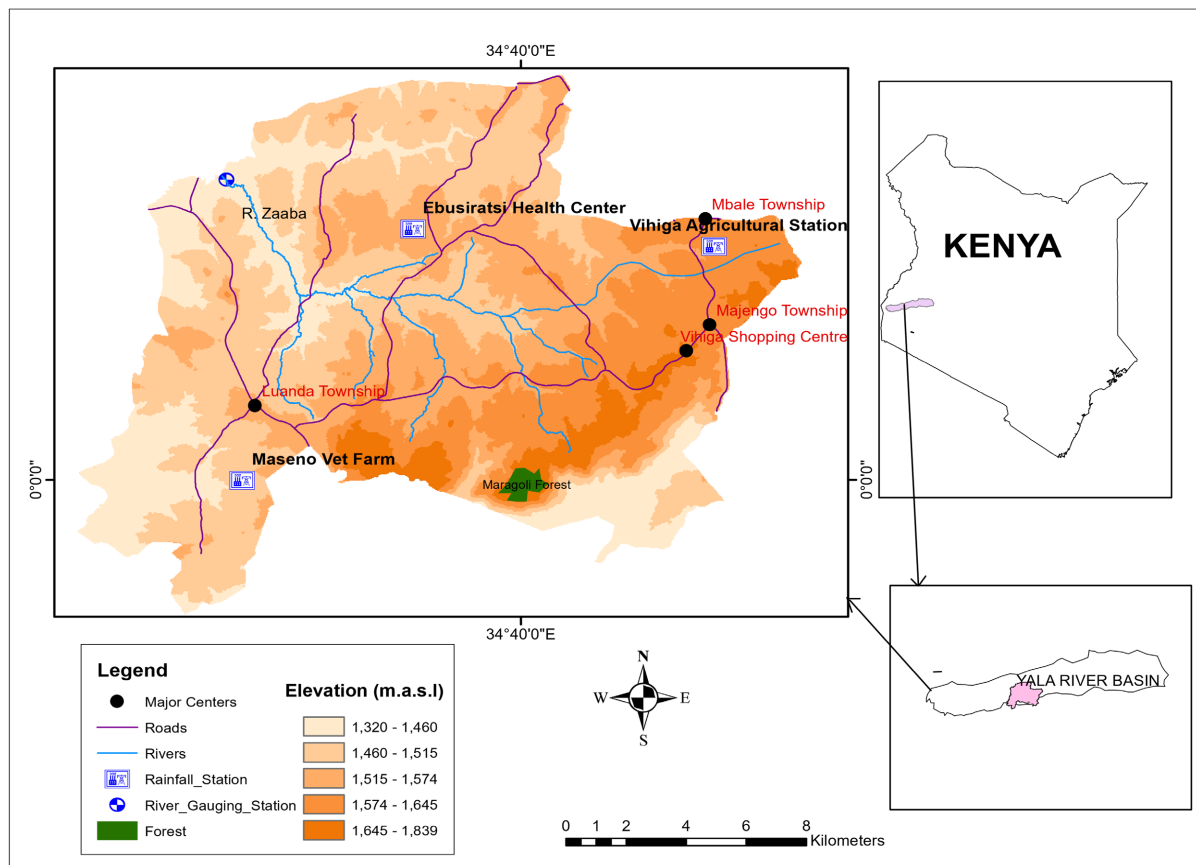 34°40'0"E
R. Zaaba
Ebusiratsi Health Center
Mbale Township
Vihiga Agricultural Station
Majengo Township
Vihiga Shopping Centre
Luanda Township
Maseno Vet Farm
Maragoli Forest
0°0'0"
0°0'0"
34°40'0"E
KENYA
YALA RIVER BASIN
Legend
Major Centers
Roads
Rivers
Rainfall_Station
River_Gauging_Station
Forest
Elevation (m.a.s.l)
1,320 - 1,460
1,460 - 1,515
1,515 - 1,574
1,574 - 1,645
1,645 - 1,839
N
W E
S
0 1 2 4 6 8
Kilometers